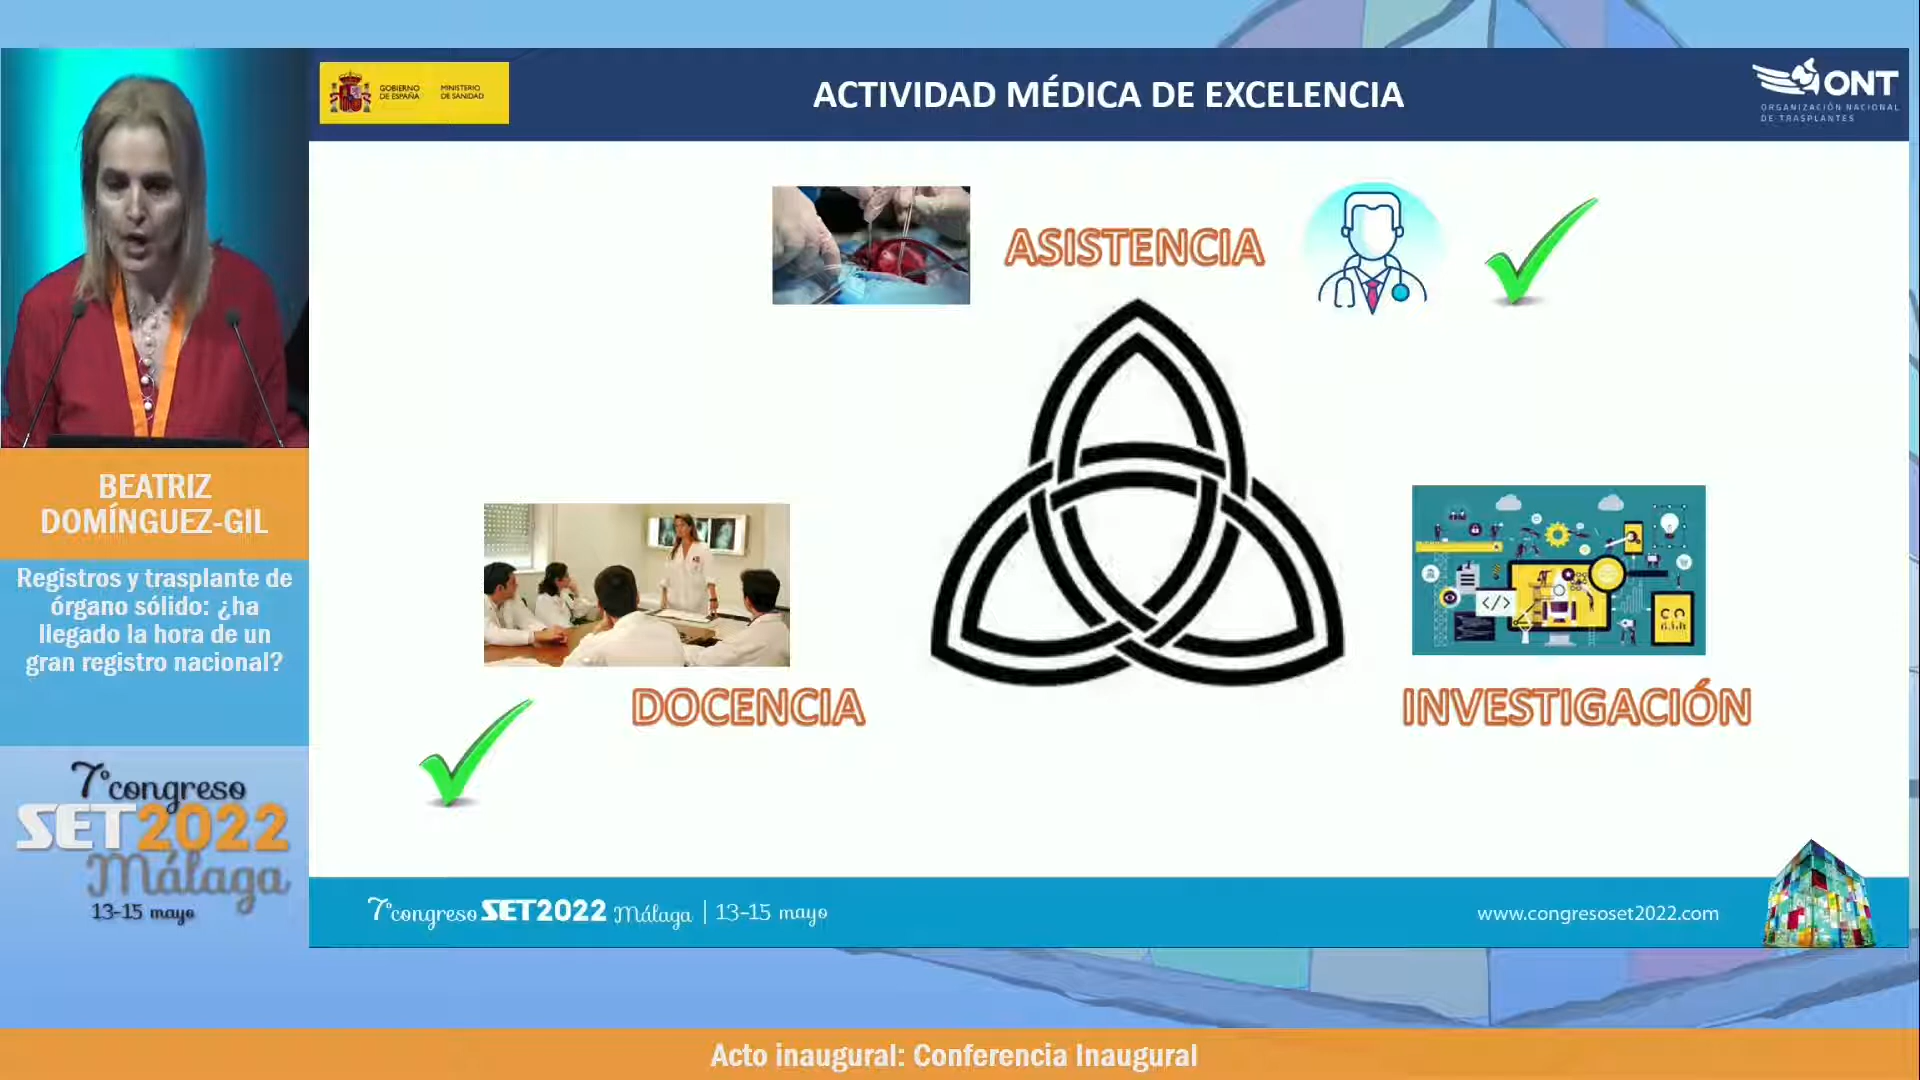 GOBIERNO
DE ESPAÑA
MINISTERIO
DE SANIDAD
ACTIVIDAD MÉDICA DE EXCELENCIA
ONT
ORGANIZACIÓN NACIONAL
DE TRASPLANTES
ASISTENCIA
BEATRIZ
DOMÍNGUEZ-GIL
Registros y trasplante de
órgano sólido: ¿ha
llegado la hora de un
gran registro nacional?
</>
DOCENCIA
INVESTIGACIÓN
7º congreso
SET2022
Málaga
13-15 mayo
7º congreso SET2022 Málaga | 13-15 mayo
www.congresoset2022.com
Acto inaugural: Conferencia Inaugural